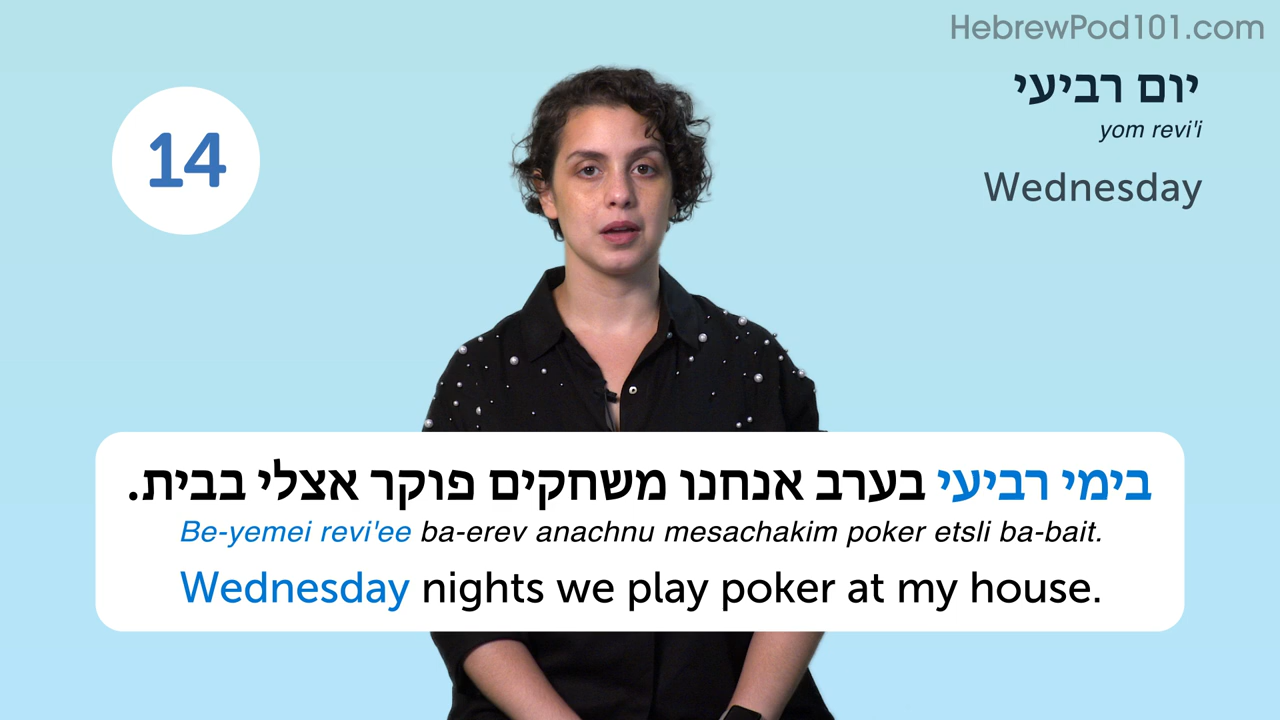 HebrewPod101.com
14
יום רביעי
yom revi'i
Wednesday
בימי רביעי בערב אנחנו משחקים פוקר אצלי בבית.
Be-yemei revi'ee ba-erev anachnu mesachakim poker etsli ba-bait.
Wednesday nights we play poker at my house.